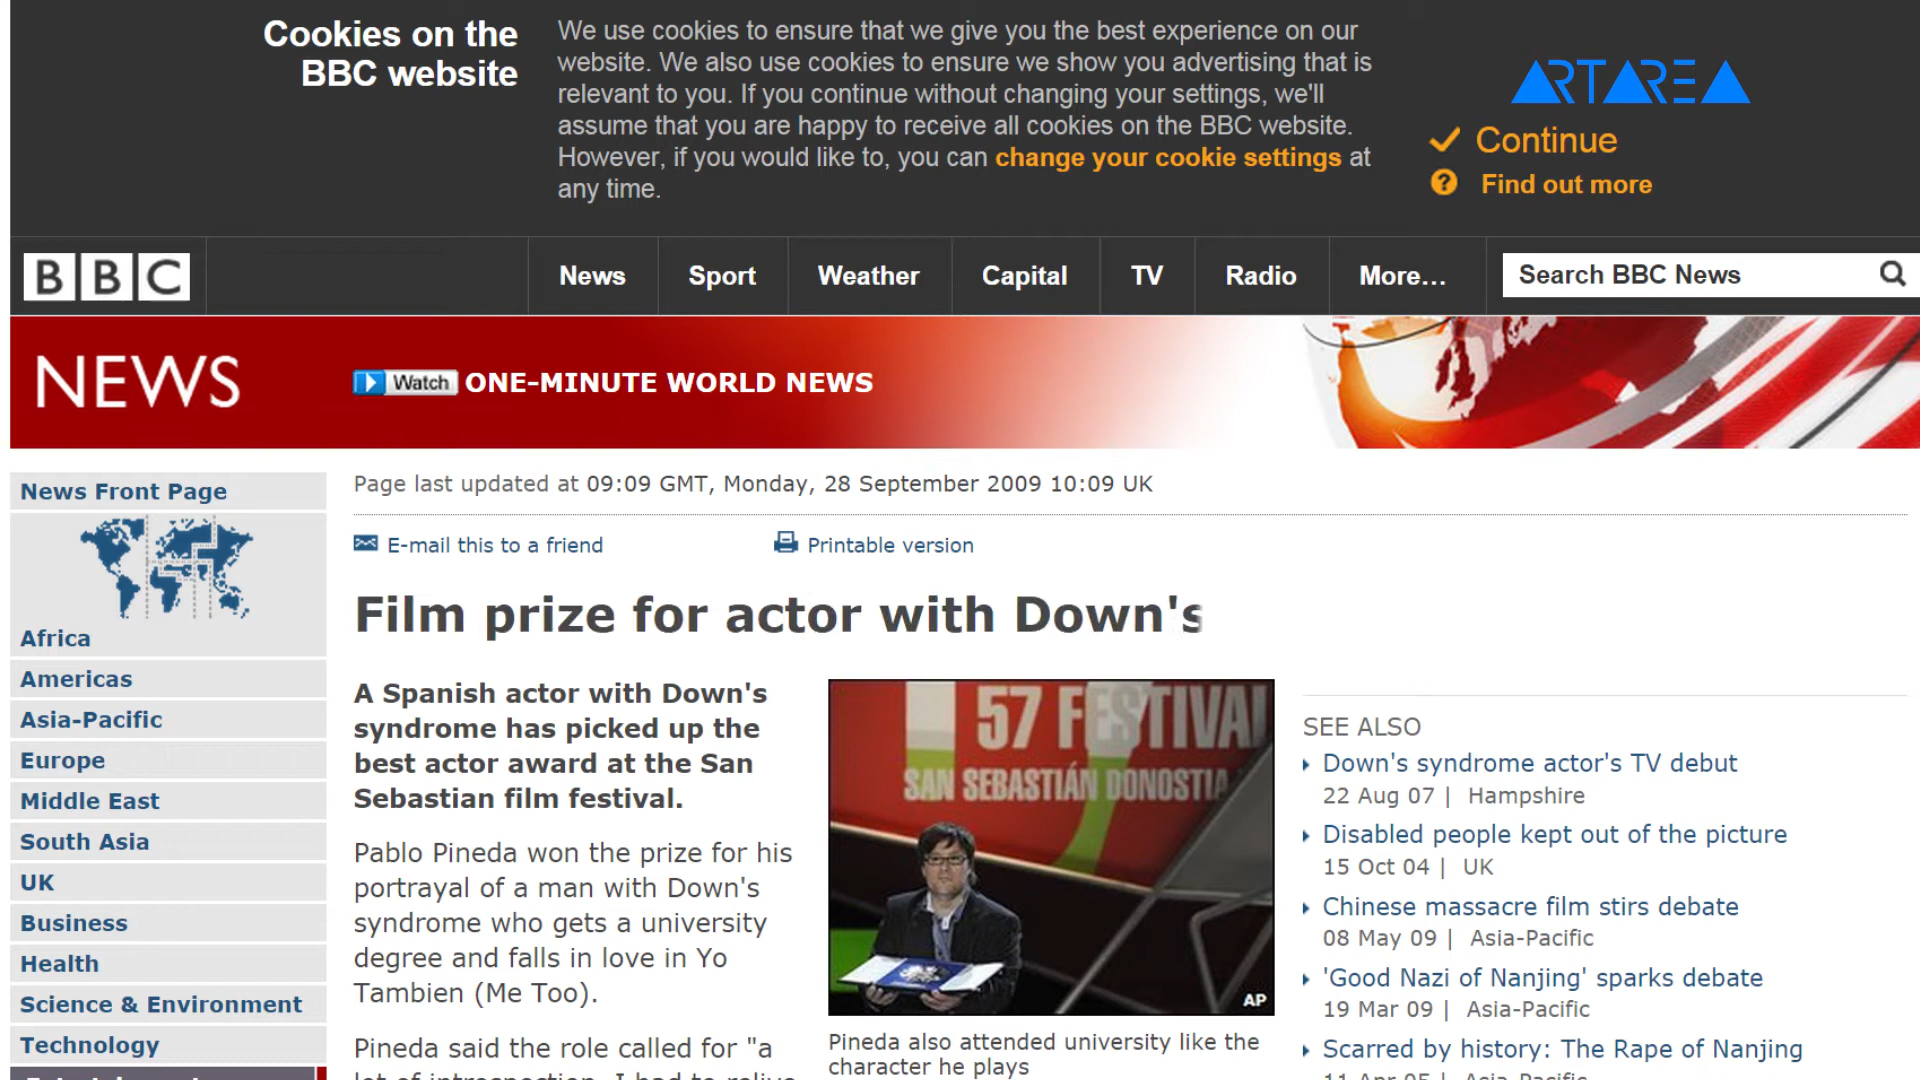 Cookies on the
BBC website
We use cookies to ensure that we give you the best experience on our
website. We also use cookies to ensure we show you advertising that is
relevant to you. If you continue without changing your settings, we'll
assume that you are happy to receive all cookies on the BBC website.
However, if you would like to, you can change your cookie settings at
any time.
ARTAREA
Continue
Find out more
BBC
News
Sport
Weather
Capital
TV
Radio
More...
Search BBC News
NEWS
Watch ONE-MINUTE WORLD NEWS
News Front Page
Africa
Americas
Asia-Pacific
Europe
Middle East
South Asia
UK
Business
Health
Science & Environment
Technology
Page last updated at 09:09 GMT, Monday, 28 September 2009 10:09 UK
E-mail this to a friend
Printable version
Film prize for actor with Down's
A Spanish actor with Down's
syndrome has picked up the
best actor award at the San
Sebastian film festival.
Pablo Pineda won the prize for his
portrayal of a man with Down's
syndrome who gets a university
degree and falls in love in Yo
Tambien (Me Too).
Pineda said the role called for "a
lot of introspection. I had to relive
57 FESTIVAL
SAN SEBASTIÁN DONOSTIA
AP
Pineda also attended university like the
character he plays
SEE ALSO
Down's syndrome actor's TV debut
22 Aug 07 | Hampshire
Disabled people kept out of the picture
15 Oct 04 | UK
Chinese massacre film stirs debate
08 May 09 | Asia-Pacific
'Good Nazi of Nanjing' sparks debate
19 Mar 09 | Asia-Pacific
Scarred by history: The Rape of Nanjing
11 Apr 05 | Asia-Pacific